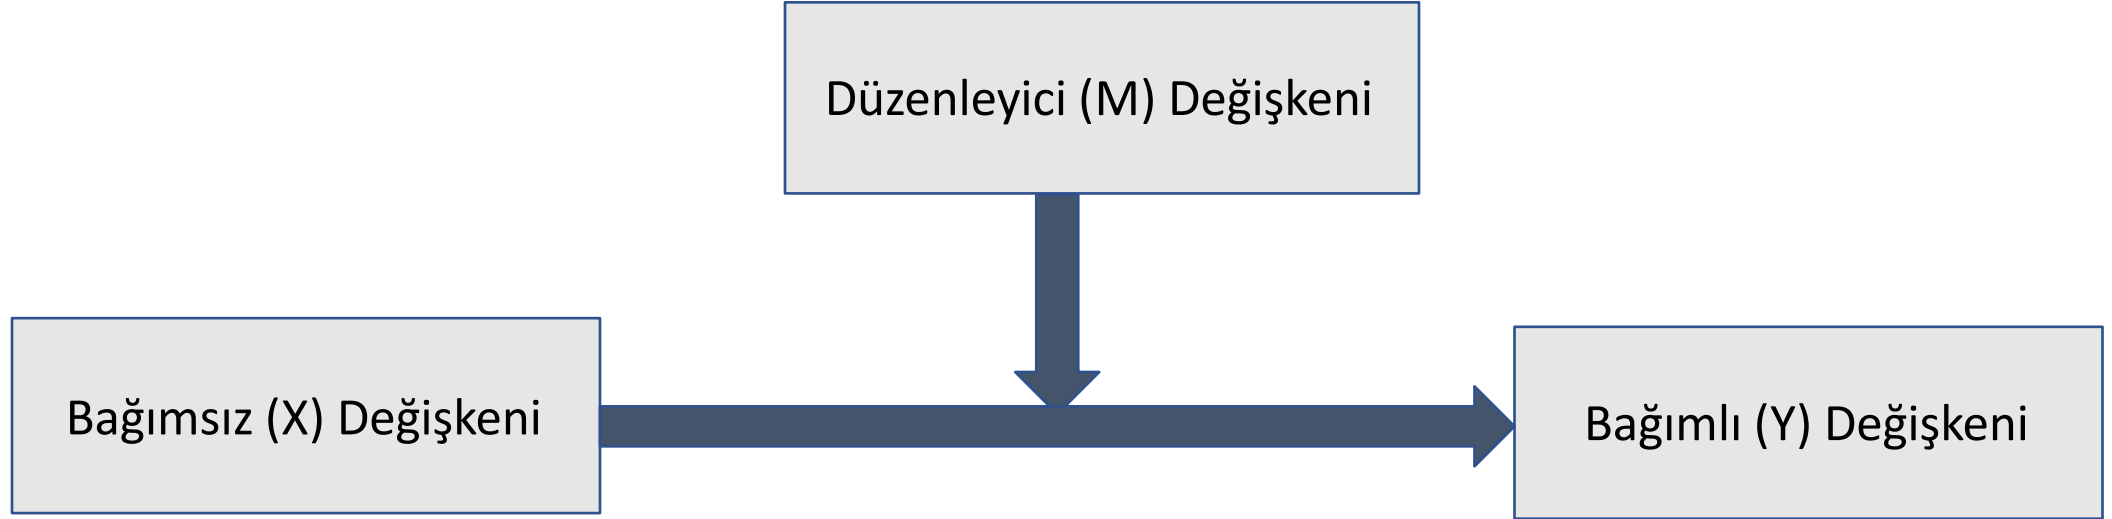 Düzenleyici (M) Değişkeni
Bağımsız (X) Değişkeni
Bağımlı (Y) Değişkeni